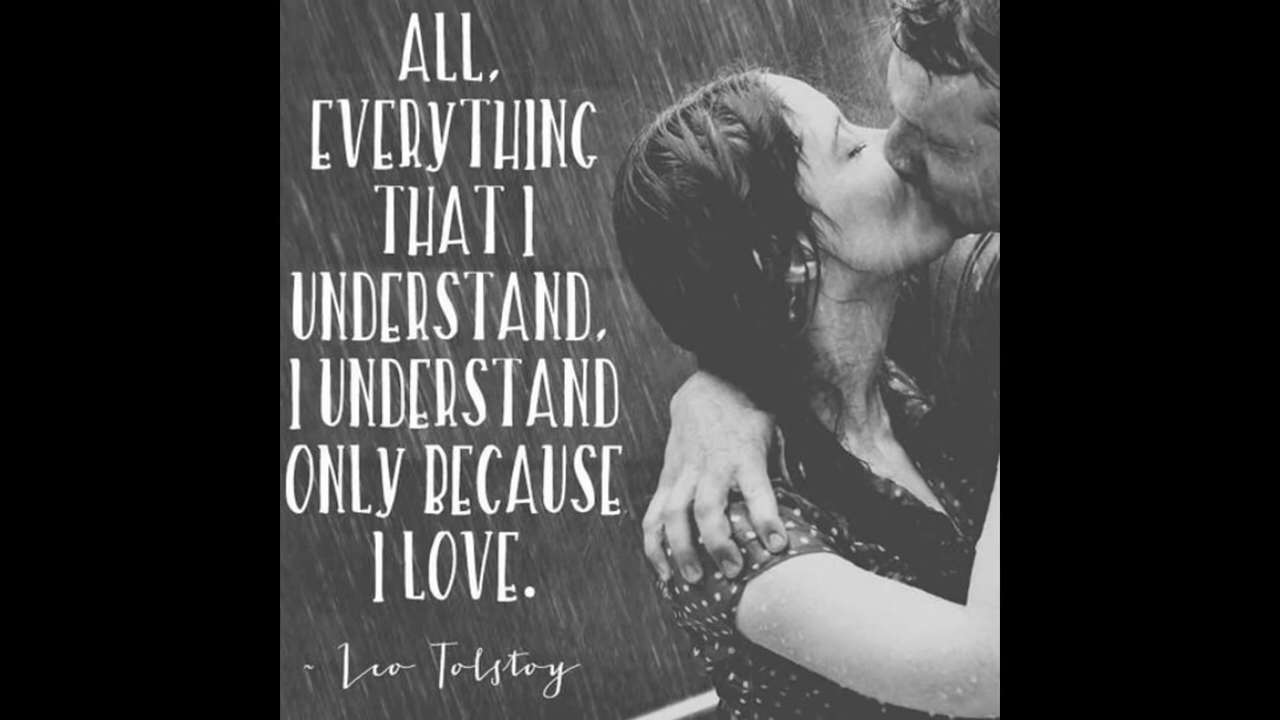 ALL,
EVERYTHING
THAT I
UNDERSTAND,
I UNDERSTAND
ONLY BECAUSE
I LOVE.
~ Leo Tolstoy